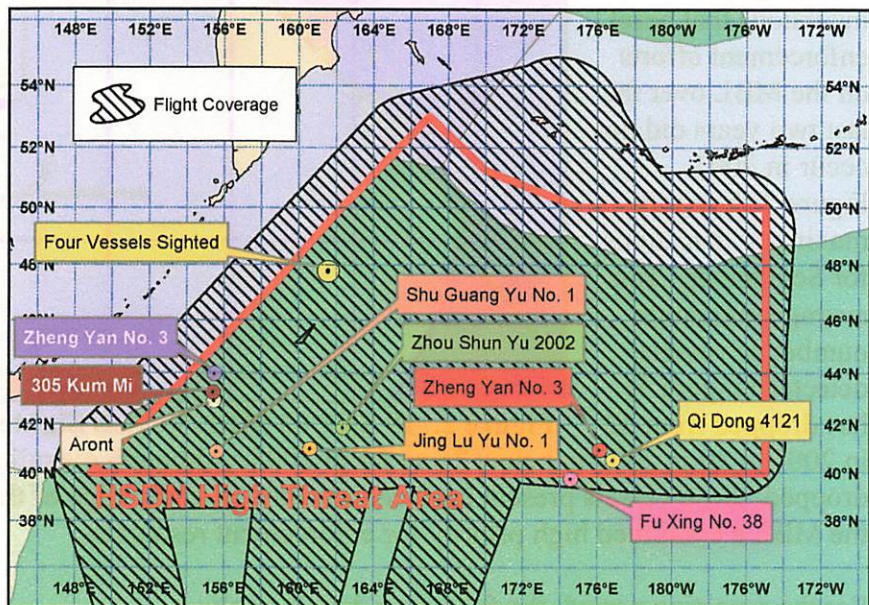 148°E 152°E 156°E 160°E 164°E 168°E 172°E 176°E 180°W 176°W 172°W
54°N 54°N
Flight Coverage
52°N
50°N 50°N
Four Vessels Sighted
48°N 48°N
Shu Guang Yu No. 1
46°N 46°N
Zheng Yan No. 3
Zhou Shun Yu 2002
44°N 44°N
305 Kum Mi
Zheng Yan No. 3
Qi Dong 4121
42°N 42°N
Aront
Jing Lu Yu No. 1
40°N 40°N
HSDN High Threat Area
Fu Xing No. 38
38°N 38°N
148°E 152°E 156°E 160°E 164°E 168°E 172°E 176°E 180°W 176°W 172°W